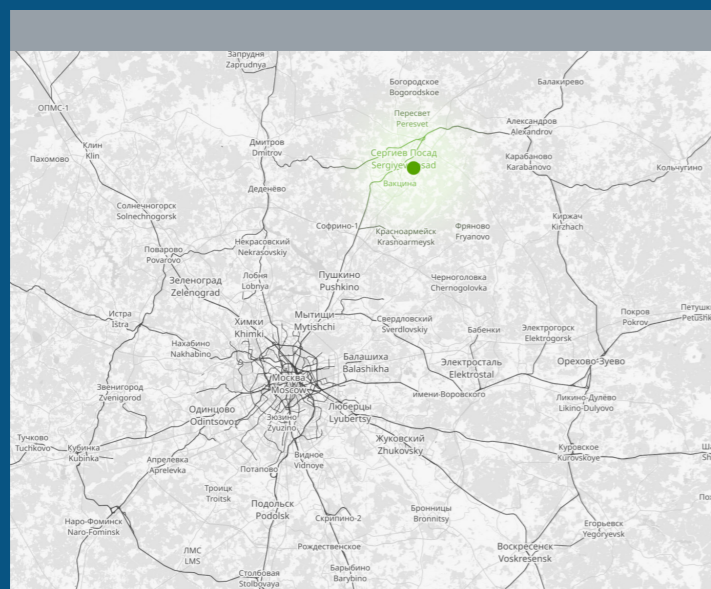 Запрудня
Zaprudnya
Богородское
Bogorodskoe
Балакирево
ОПМС-1
Пересвет
Peresvet
Александров
Alexandrov
Клин
Klin
Пахомово
Дмитров
Dmitrov
Сергиев Посад
Карабаново
Karabanovo
Кольчугино
Вакцина
Деденёво
Солнечногорск
Solnechnogorsk
Киржач
Kirzhach
Софрино-1
Красноармейск
Krasnoarmeysk
Фряново
Fryanovo
Некрасовский
Nekrasovskiy
Поварово
Povarovo
Зеленоград
Zelenograd
Лобня
Lobnya
Пушкино
Pushkino
Черноголовка
Chernogolovka
Истра
Istra
Химки
Khimki
Мытищи
Mytishchi
Свердловский
Sverdlovskiy
Бабенки
Электрогорск
Elektrogorsk
Покров
Pokrov
Нахабино
Nakhabino
Балашиха
Balashikha
Электросталь
Elektrostal
Орехово-Зуево
Москва
Moscow
Звенигород
Zvenigorod
имени Воровского
Ликино-Дулёво
Likino-Dulyovo
Одинцово
Odintsovo
Зюзино
Zyuzino
Люберцы
Lyubertsy
Тучково
Tuchkovo
Кубинка
Kubinka
Жуковский
Zhukovsky
Куровское
Kurovskoye
Апрелевка
Aprelevka
Видное
Vidnoye
Потапово
Троицк
Troitsk
Подольск
Podolsk
Скрипино-2
Бронницы
Bronnitsy
Наро-Фоминск
Naro-Fominsk
Егорьевск
Yegoryevsk
ЛМС
LMS
Рождественское
Воскресенск
Voskresensk
Столбовая
Stolbovaya
Барыбино
Barybino